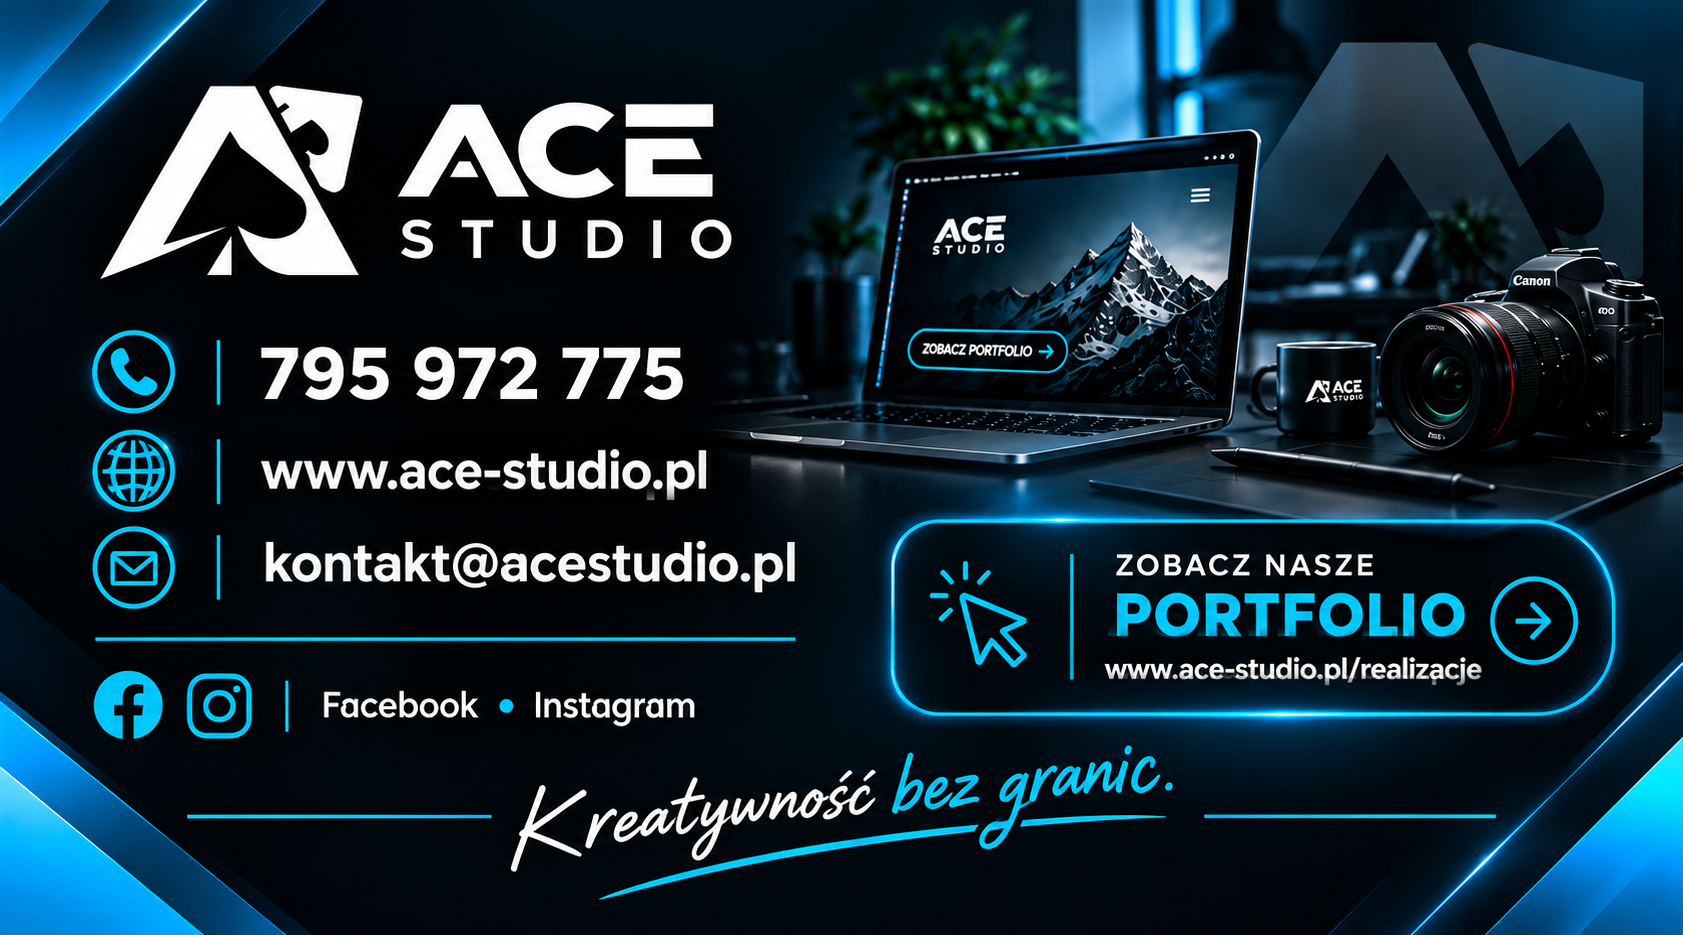 ACE
STUDIO
795 972 775
www.ace-studio.pl
kontakt@acestudio.pl
Facebook • Instagram
ACE
STUDIO
ZOBACZ PORTFOLIO
ACE
STUDIO
Canon
ZOBACZ NASZE
PORTFOLIO
www.ace-studio.pl/realizacje
Kreatywność bez granic.